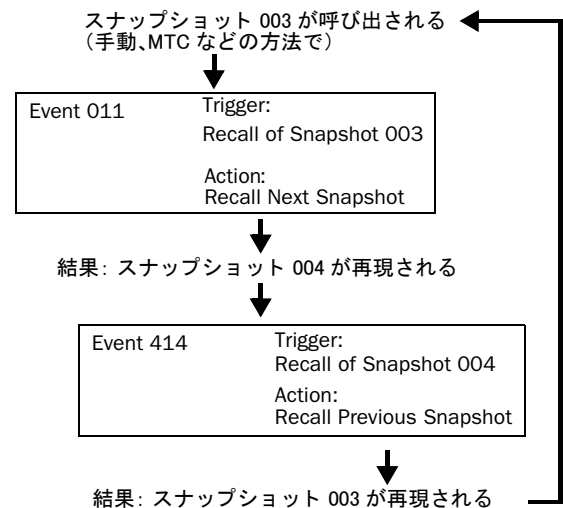 スナップショット 003 が呼び出される
（手動、MTC などの方法で）
Event 011
Trigger:
Recall of Snapshot 003
Action:
Recall Next Snapshot
結果: スナップショット 004 が再現される
Event 414
Trigger:
Recall of Snapshot 004
Action:
Recall Previous Snapshot
結果: スナップショット 003 が再現される